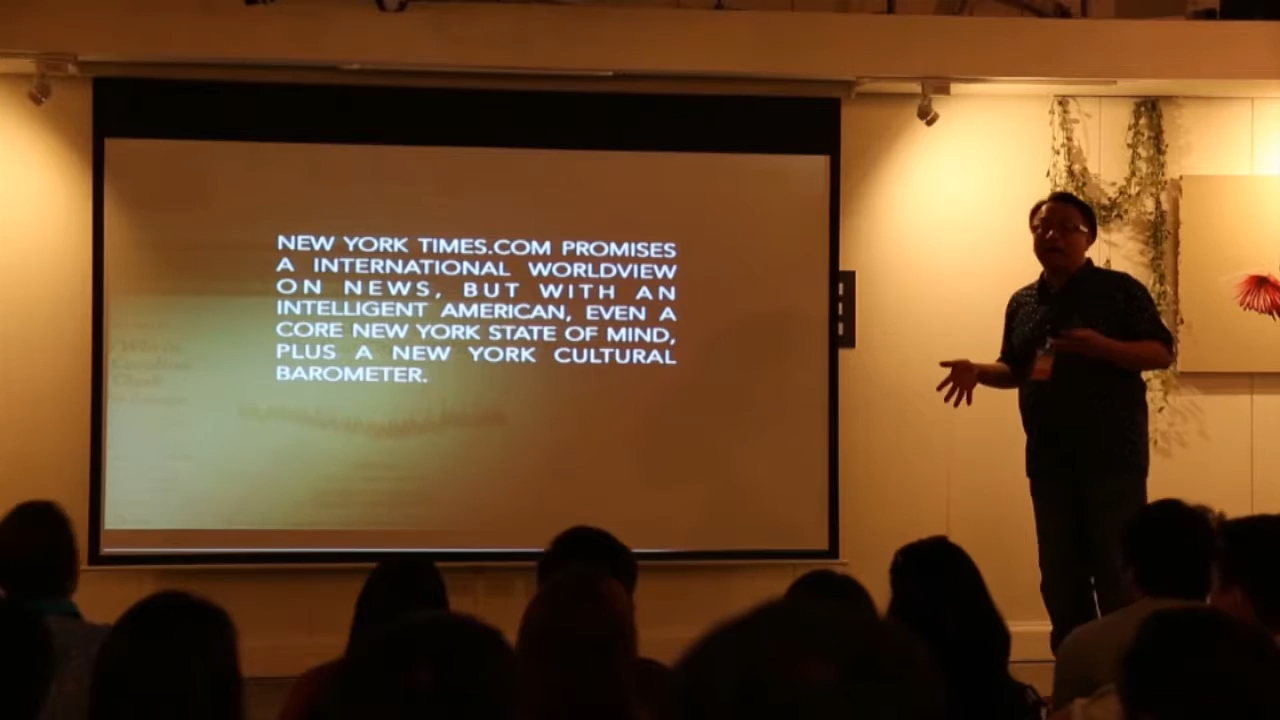 NEW YORK TIMES.COM PROMISES
A INTERNATIONAL WORLDVIEW
ON NEWS, BUT WITH AN
INTELLIGENT AMERICAN, EVEN A
CORE NEW YORK STATE OF MIND,
PLUS A NEW YORK CULTURAL
BAROMETER.